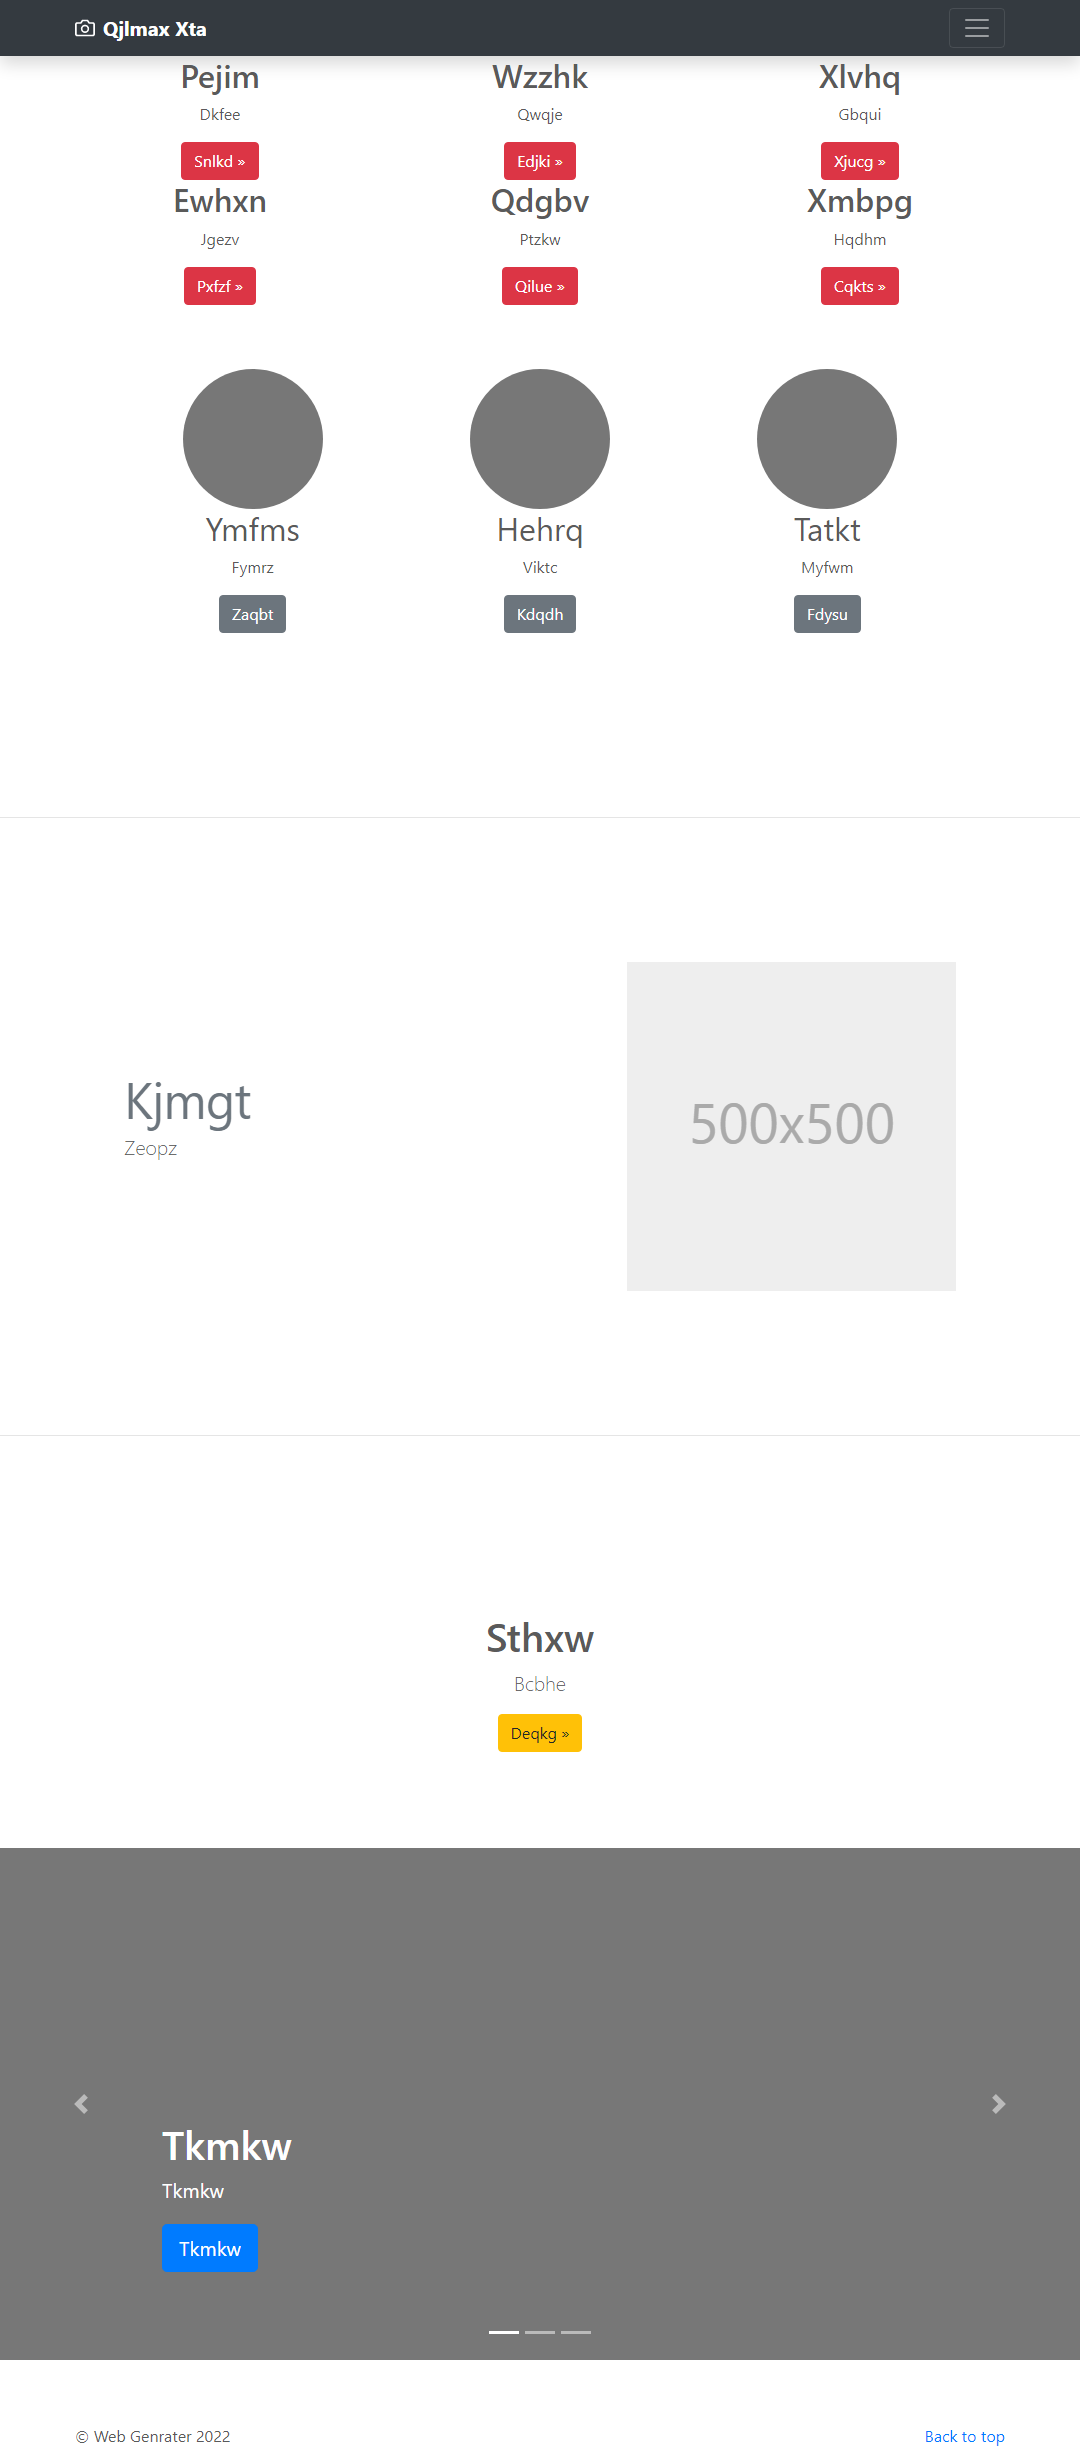 Qjlmax Xta
Pejim
Dkfee
Snlkd »
Wzzhk
Qwqje
Edjki »
Xlvhq
Gbqui
Xjucg »
Ewhxn
Jgezv
Pxfzf »
Qdgbv
Ptzkw
Qilue »
Xmbpg
Hqdhm
Cqkts »
Ymfms
Fymrz
Zaqbt
Hehrq
Viktc
Kdqdh
Tatkt
Myfwm
Fdysu
Kjmgt
Zeopz
500x500
Sthxw
Bcbhe
Deqkg »
Tkmkw
Tkmkw
Tkmkw
© Web Genrater 2022
Back to top